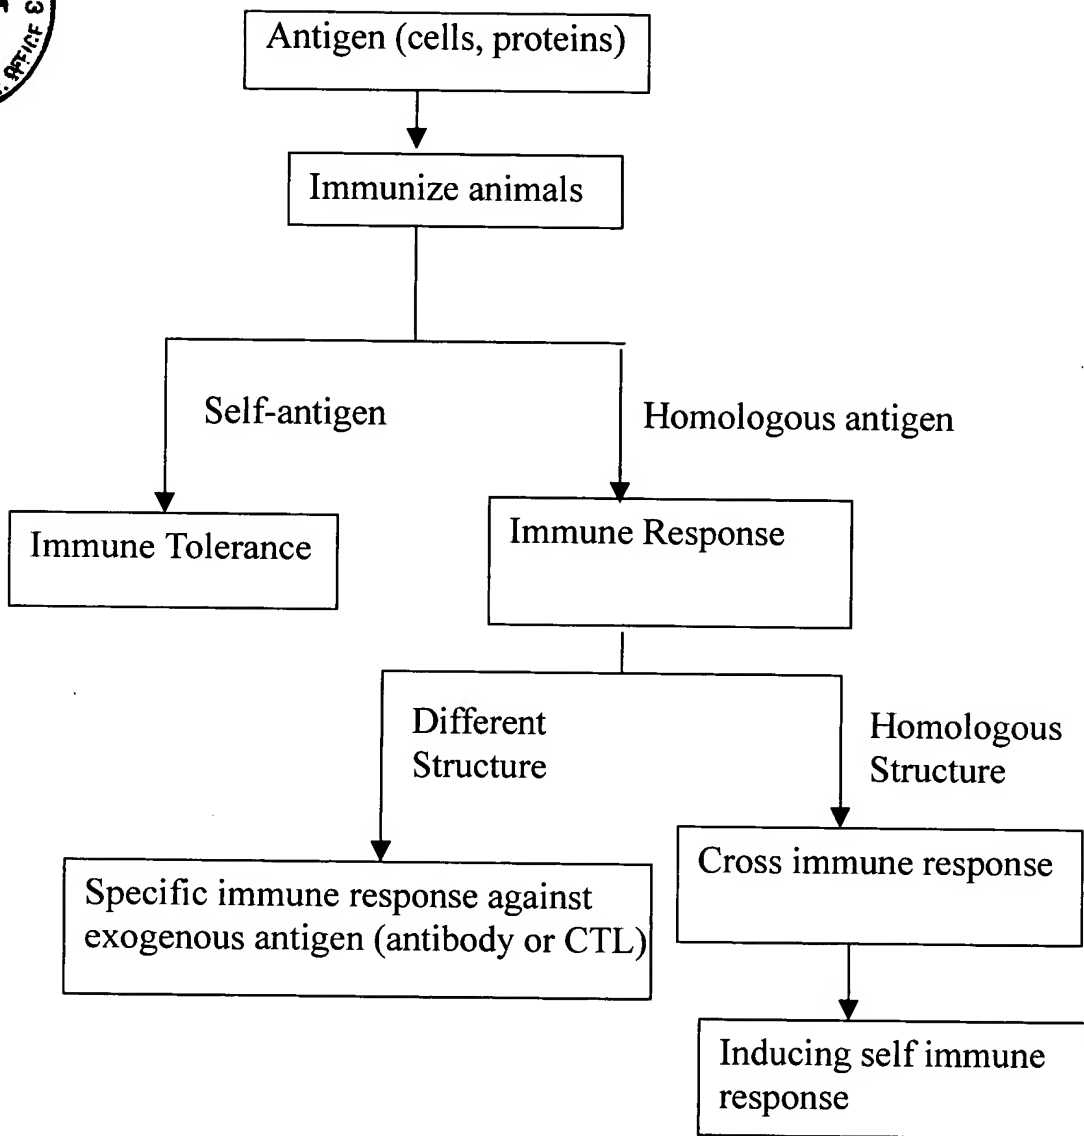 Antigen (cells, proteins)
Immunize animals
Self-antigen
Homologous antigen
Immune Tolerance
Immune Response
Different
Structure
Homologous
Structure
Specific immune response against
exogenous antigen (antibody or CTL)
Cross immune response
Inducing self immune
response